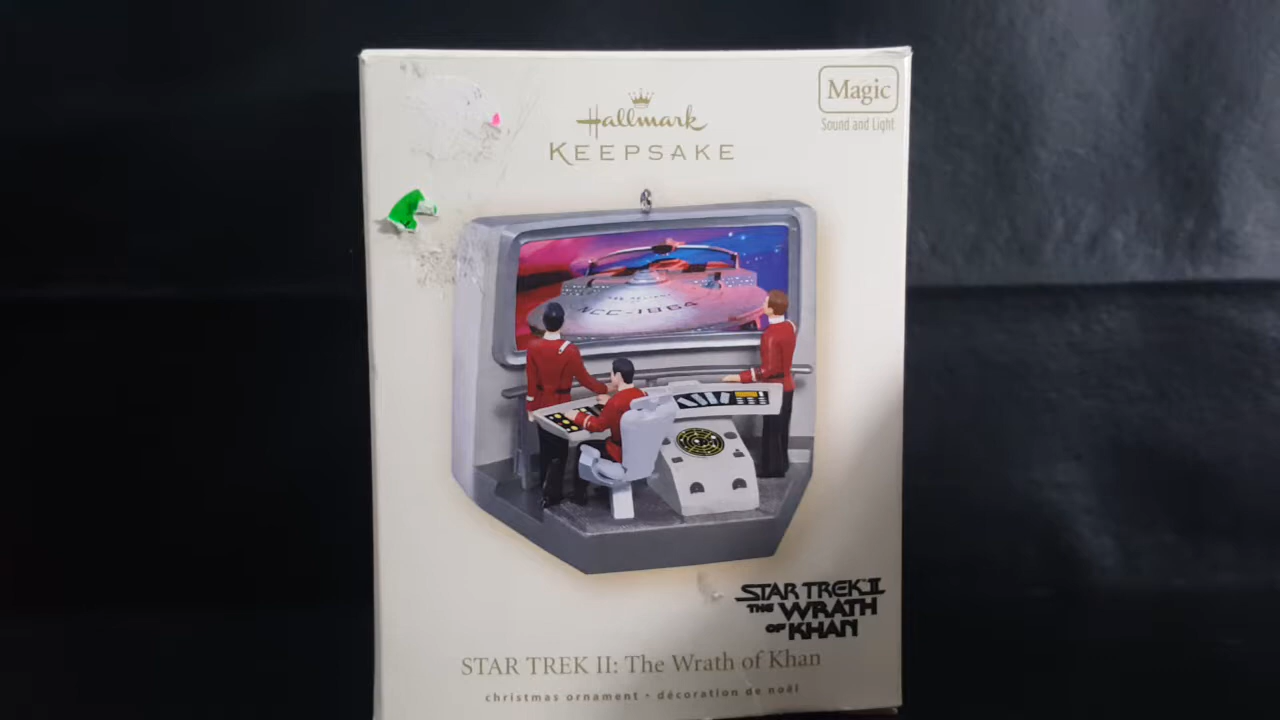 Magic
Sound and Light
Hallmark
KEEPSAKE
NCC-1864
STAR TREK II
THE WRATH
OF KHAN
STAR TREK II: The Wrath of Khan
christmas ornament • décoration de noël